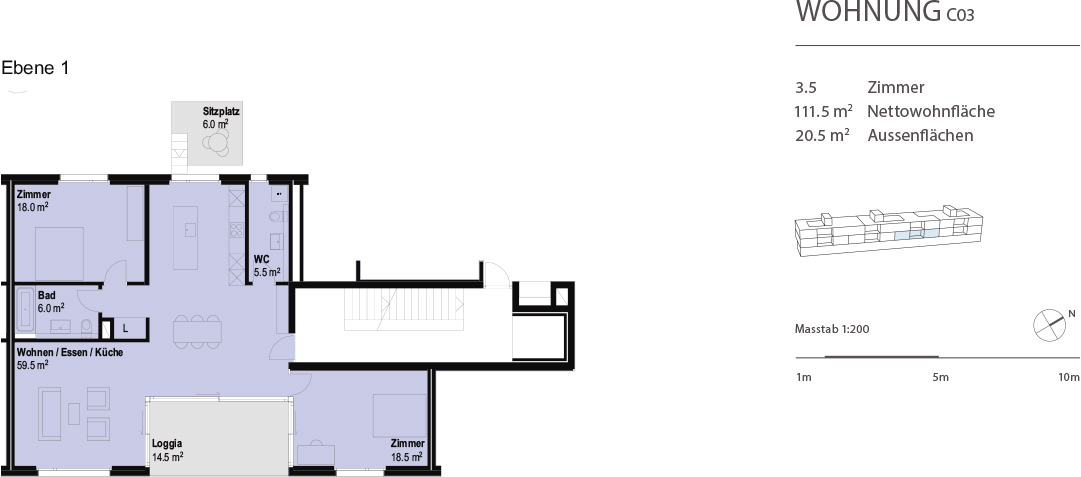 WOHNUNG C03
Ebene 1
3.5 Zimmer
111.5 m² Nettowohnfläche
20.5 m² Aussenflächen
Sitzplatz
6.0 m²
Zimmer
18.0 m²
WC
5.5 m²
Bad
6.0 m²
L
Wohnen / Essen / Küche
59.5 m²
Loggia
14.5 m²
Zimmer
18.5 m²
N
Masstab 1:200
1m 5m 10m